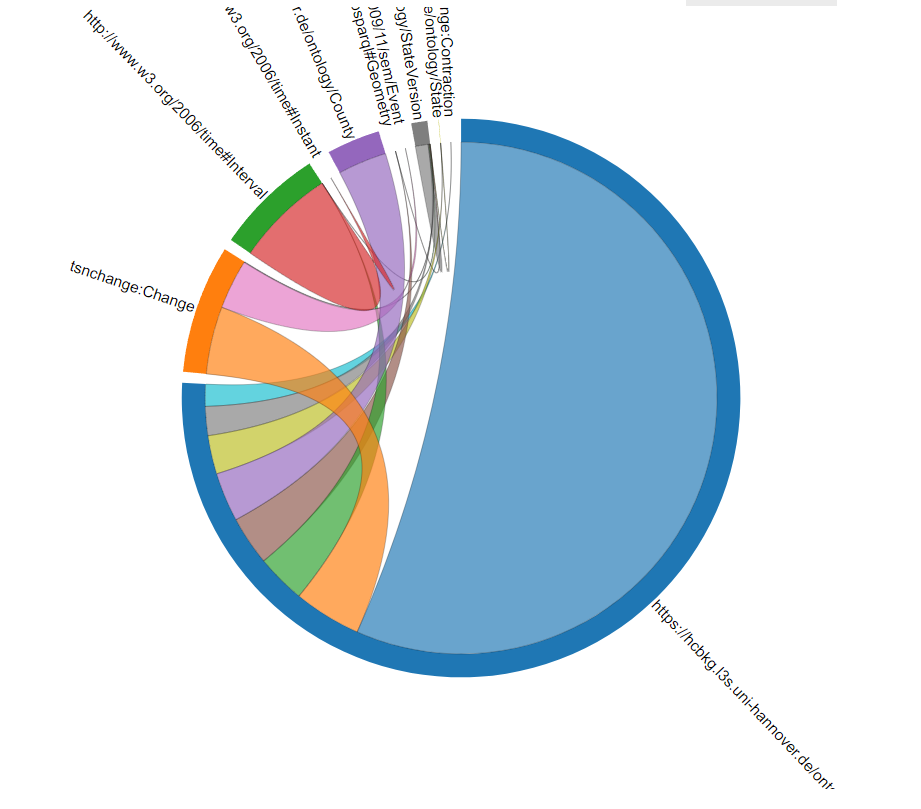 http://www.w3.org/2006/time#Interval
w3.org/2006/time#Instant
r.de/ontology/County
sparql#Geometry
009/11/sem/Event
gy/StateVersion
e/ontology/State
nge:Contraction
tsnchange:Change
https://hcbkg.l3s.uni-hannover.de/ont